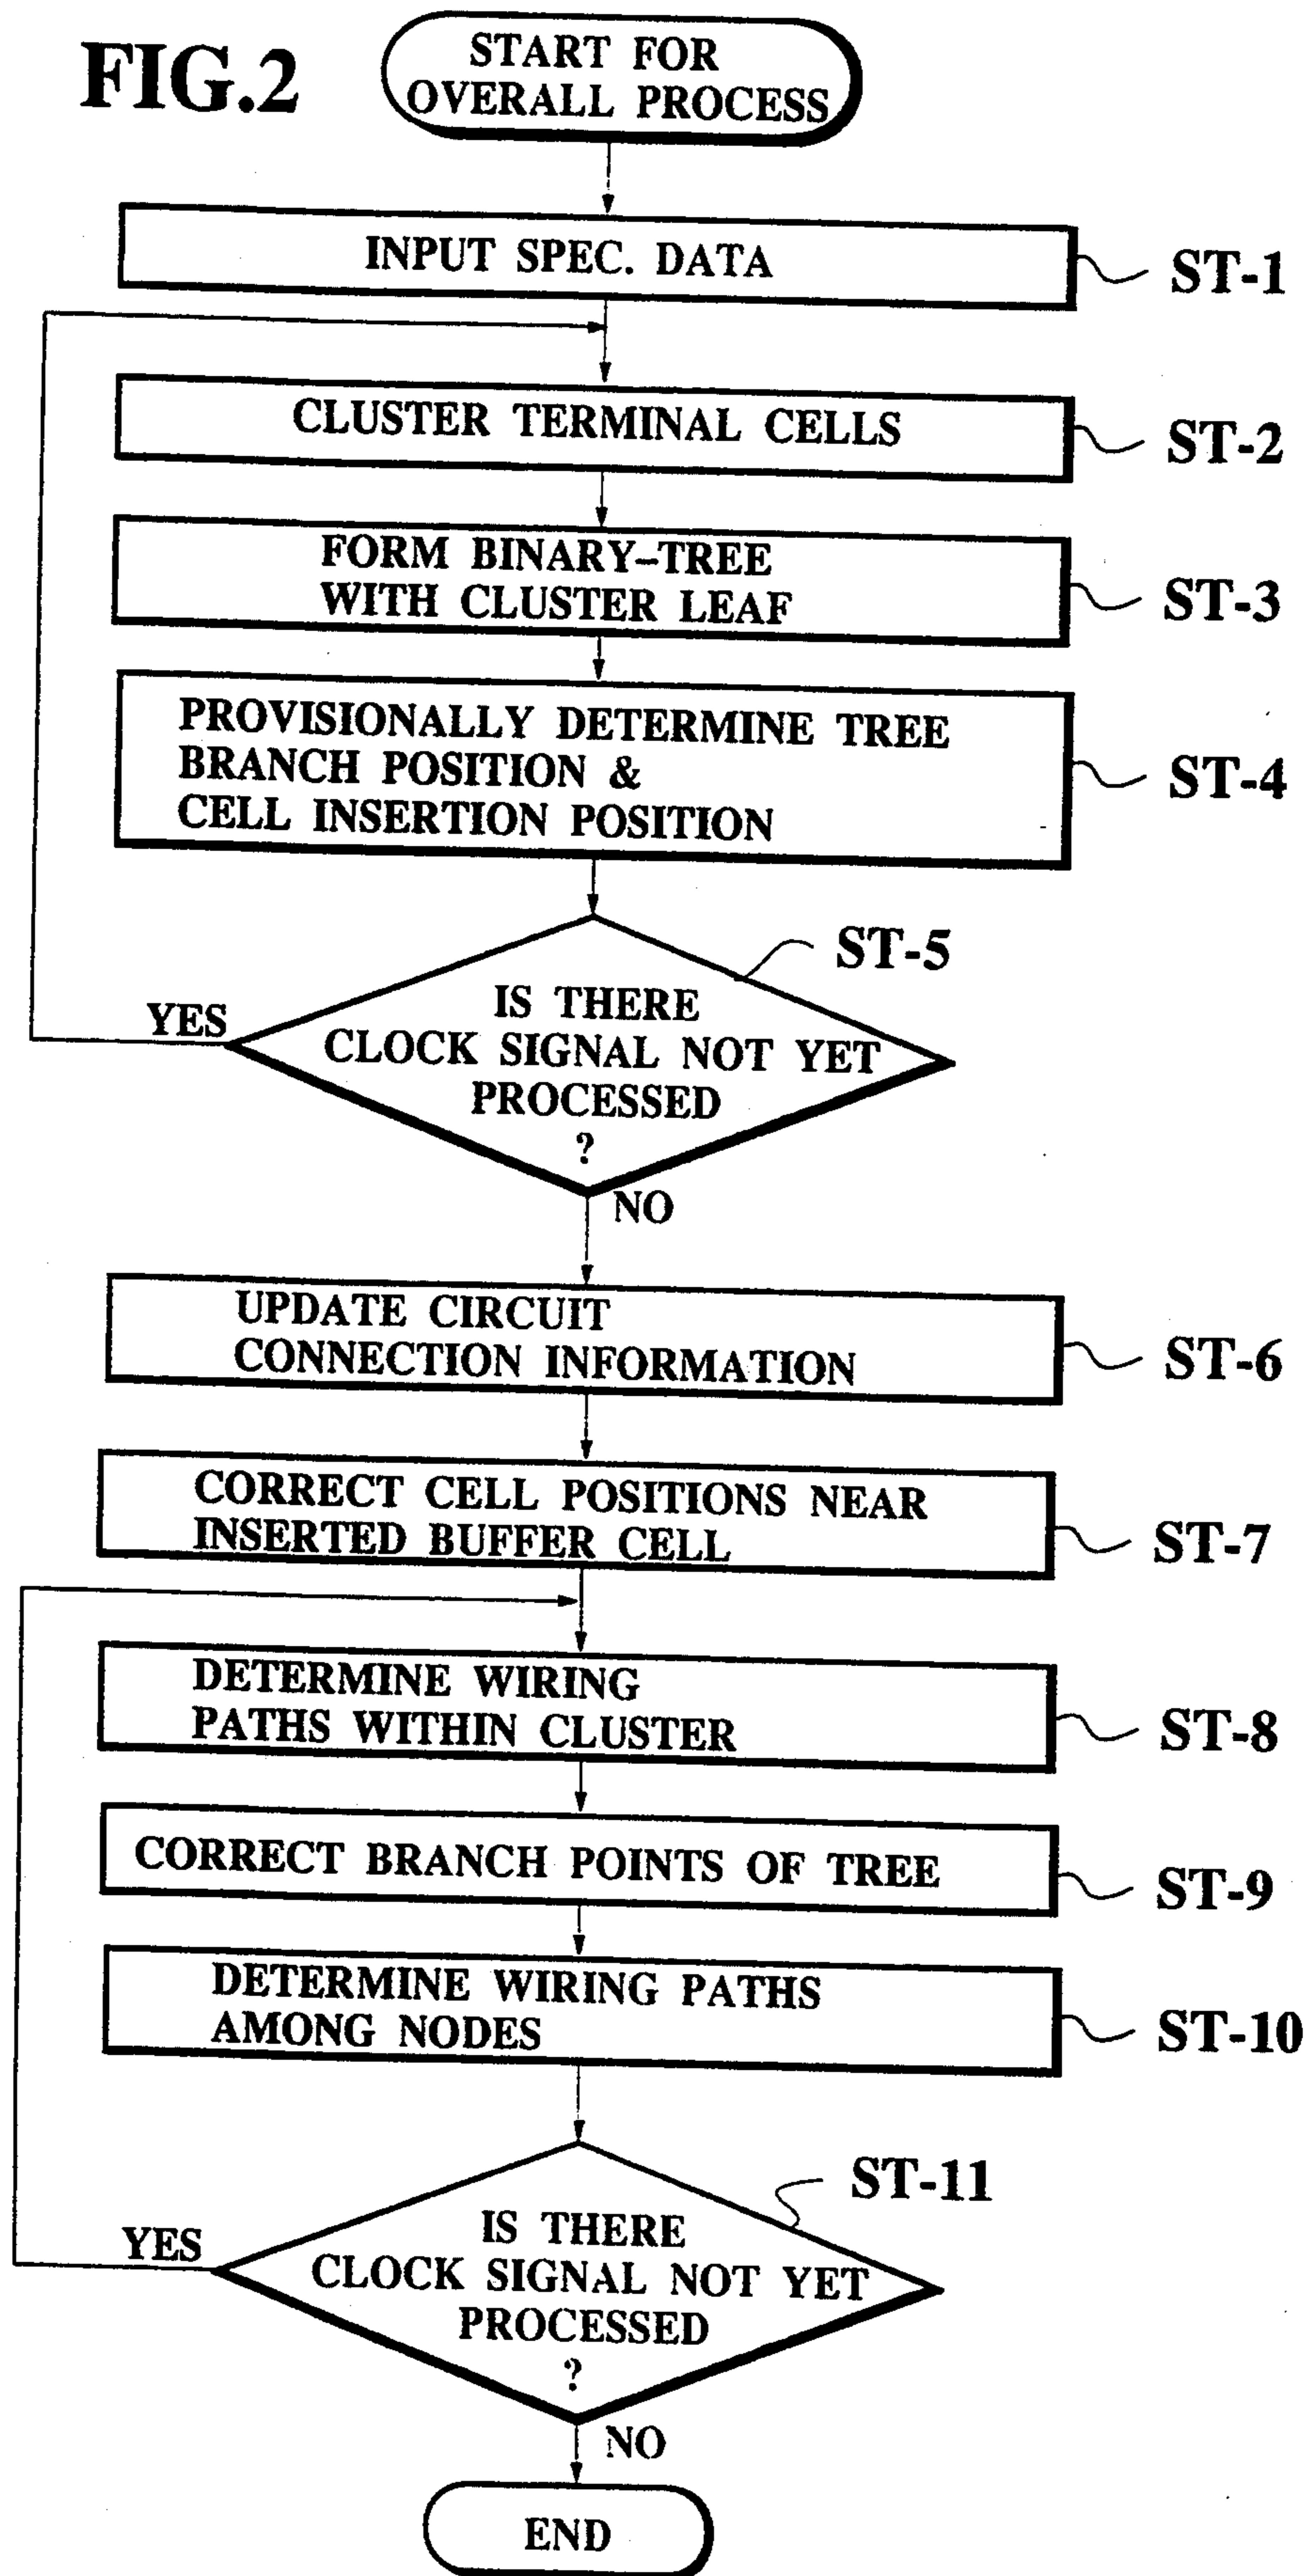 FIG.2
START FOR
OVERALL PROCESS
INPUT SPEC. DATA
ST-1
CLUSTER TERMINAL CELLS
ST-2
FORM BINARY-TREE
WITH CLUSTER LEAF
ST-3
PROVISIONALLY DETERMINE TREE
BRANCH POSITION &
CELL INSERTION POSITION
ST-4
ST-5
IS THERE
CLOCK SIGNAL NOT YET
PROCESSED
?
YES
NO
UPDATE CIRCUIT
CONNECTION INFORMATION
ST-6
CORRECT CELL POSITIONS NEAR
INSERTED BUFFER CELL
ST-7
DETERMINE WIRING
PATHS WITHIN CLUSTER
ST-8
CORRECT BRANCH POINTS OF TREE
ST-9
DETERMINE WIRING PATHS
AMONG NODES
ST-10
ST-11
IS THERE
CLOCK SIGNAL NOT YET
PROCESSED
?
YES
NO
END